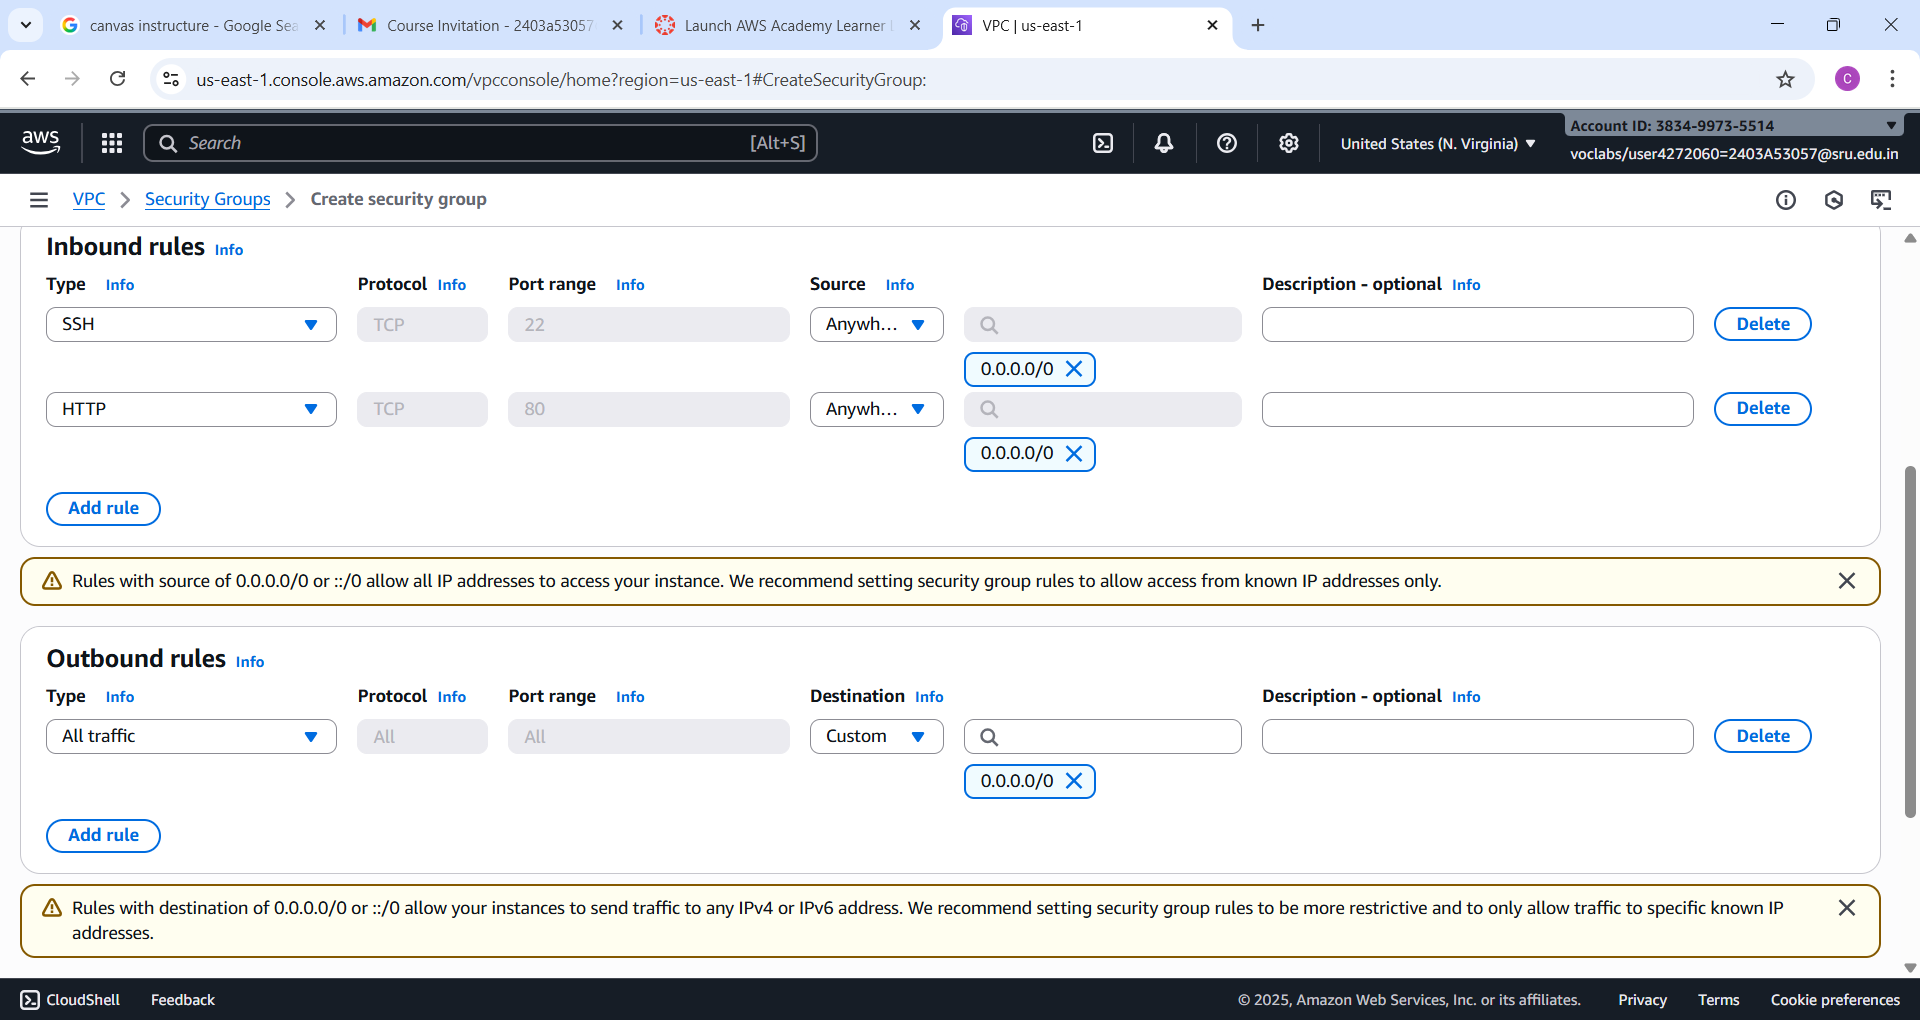 canvas instructure - Google Sea
Course Invitation - 2403a53057
Launch AWS Academy Learner L
VPC | us-east-1
us-east-1.console.aws.amazon.com/vpcconsole/home?region=us-east-1#CreateSecurityGroup:
C
aws
Search
[Alt+S]
United States (N. Virginia)
Account ID: 3834-9973-5514
voclabs/user4272060=2403A53057@sru.edu.in
VPC
Security Groups
Create security group
Inbound rules Info
Type Info Protocol Info Port range Info Source Info Description - optional Info
SSH TCP 22 Anywh... Delete
0.0.0.0/0
HTTP TCP 80 Anywh... Delete
0.0.0.0/0
Add rule
Rules with source of 0.0.0.0/0 or ::/0 allow all IP addresses to access your instance. We recommend setting security group rules to allow access from known IP addresses only.
Outbound rules Info
Type Info Protocol Info Port range Info Destination Info Description - optional Info
All traffic All All Custom Delete
0.0.0.0/0
Add rule
Rules with destination of 0.0.0.0/0 or ::/0 allow your instances to send traffic to any IPv4 or IPv6 address. We recommend setting security group rules to be more restrictive and to only allow traffic to specific known IP
addresses.
CloudShell Feedback © 2025, Amazon Web Services, Inc. or its affiliates. Privacy Terms Cookie preferences